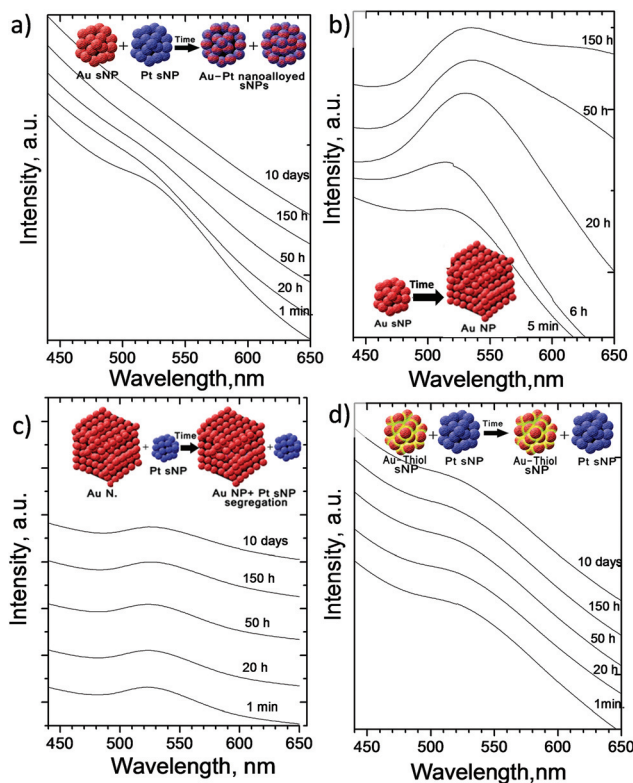 a)
Au sNP
+
Pt sNP
Time
Au–Pt nanoalloyed
sNPs
10 days
150 h
50 h
20 h
1 min.
Intensity, a.u.
450 500 550 600 650
Wavelength,nm
b)
150 h
50 h
20 h
6 h
5 min
Au sNP
Time
Au NP
Intensity, a.u.
450 500 550 600 650
Wavelength, nm
c)
Au N.
+
Pt sNP
Time
+
Au NP+ Pt sNP
segregation
10 days
150 h
50 h
20 h
1 min
Intensity, a.u.
450 500 550 600 650
Wavelength, nm
d)
Au-Thiol
sNP
+
Pt sNP
Time
Au-Thiol
sNP
+
Pt sNP
10 days
150 h
50 h
20 h
1min.
Intensity, a.u.
450 500 550 600 650
Wavelength, nm